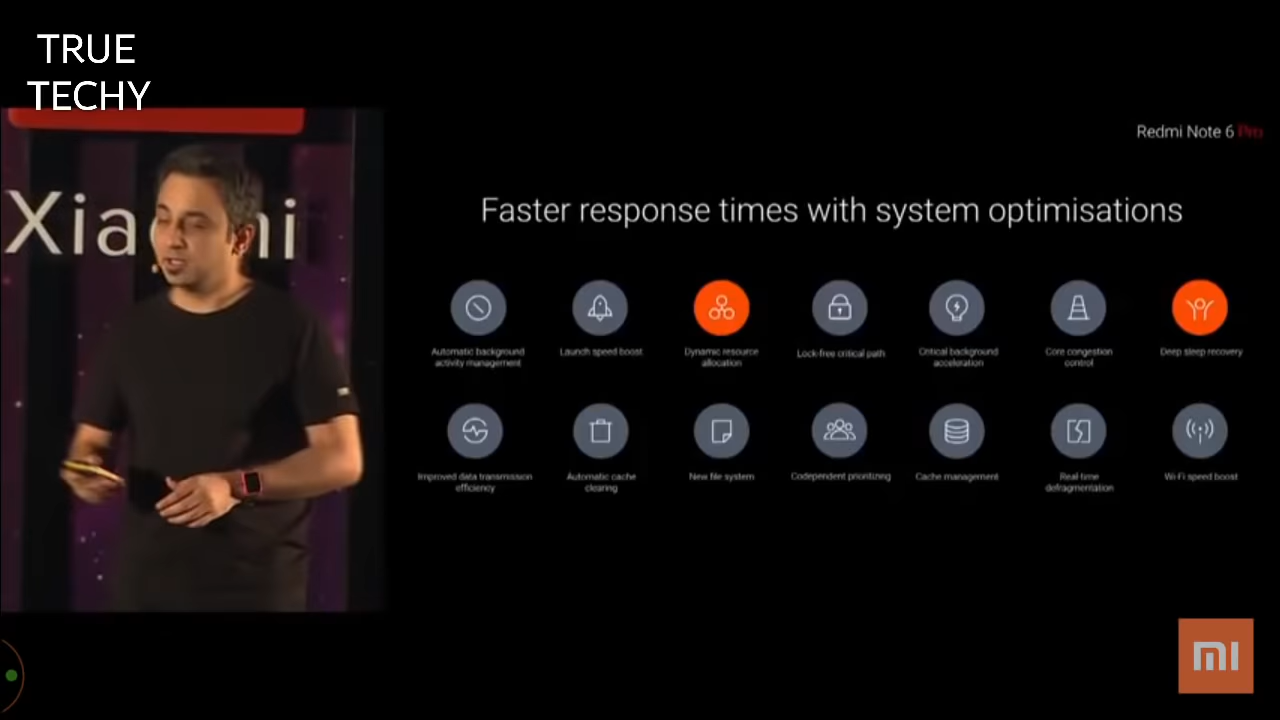 TRUE
TECHY
Redmi Note 6 Pro
Xia mi
Faster response times with system optimisations
Automatic background
activity management
Launch speed boost
Dynamic resource
allocation
Lock-free critical path
Critical background
acceleration
Core congestion
control
Deep sleep recovery
Improved data transmission
efficiency
Automatic cache
clearing
New file system
Codependent prioritizing
Cache management
Real time
defragmentation
Wi-Fi speed boost
mi